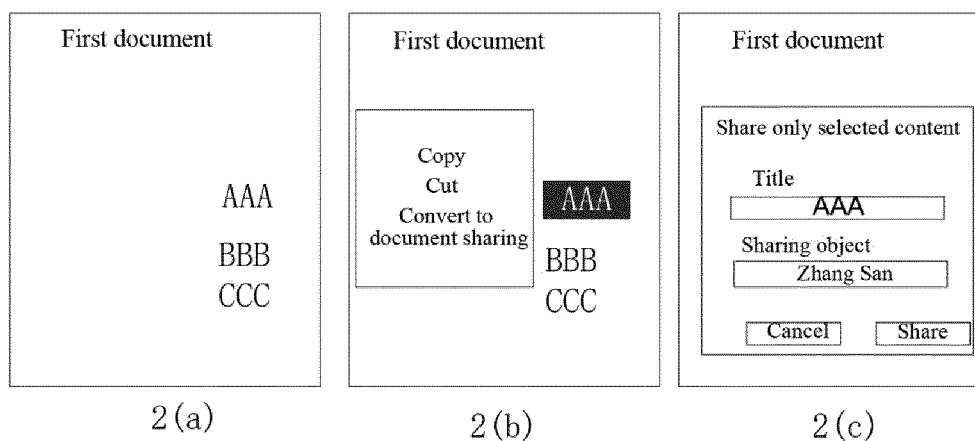 First document
AAA
BBB
CCC
2(a)
First document
Copy
Cut
Convert to
document sharing
AAA
BBB
CCC
2(b)
First document
Share only selected content
Title
AAA
Sharing object
Zhang San
Cancel
Share
2(c)